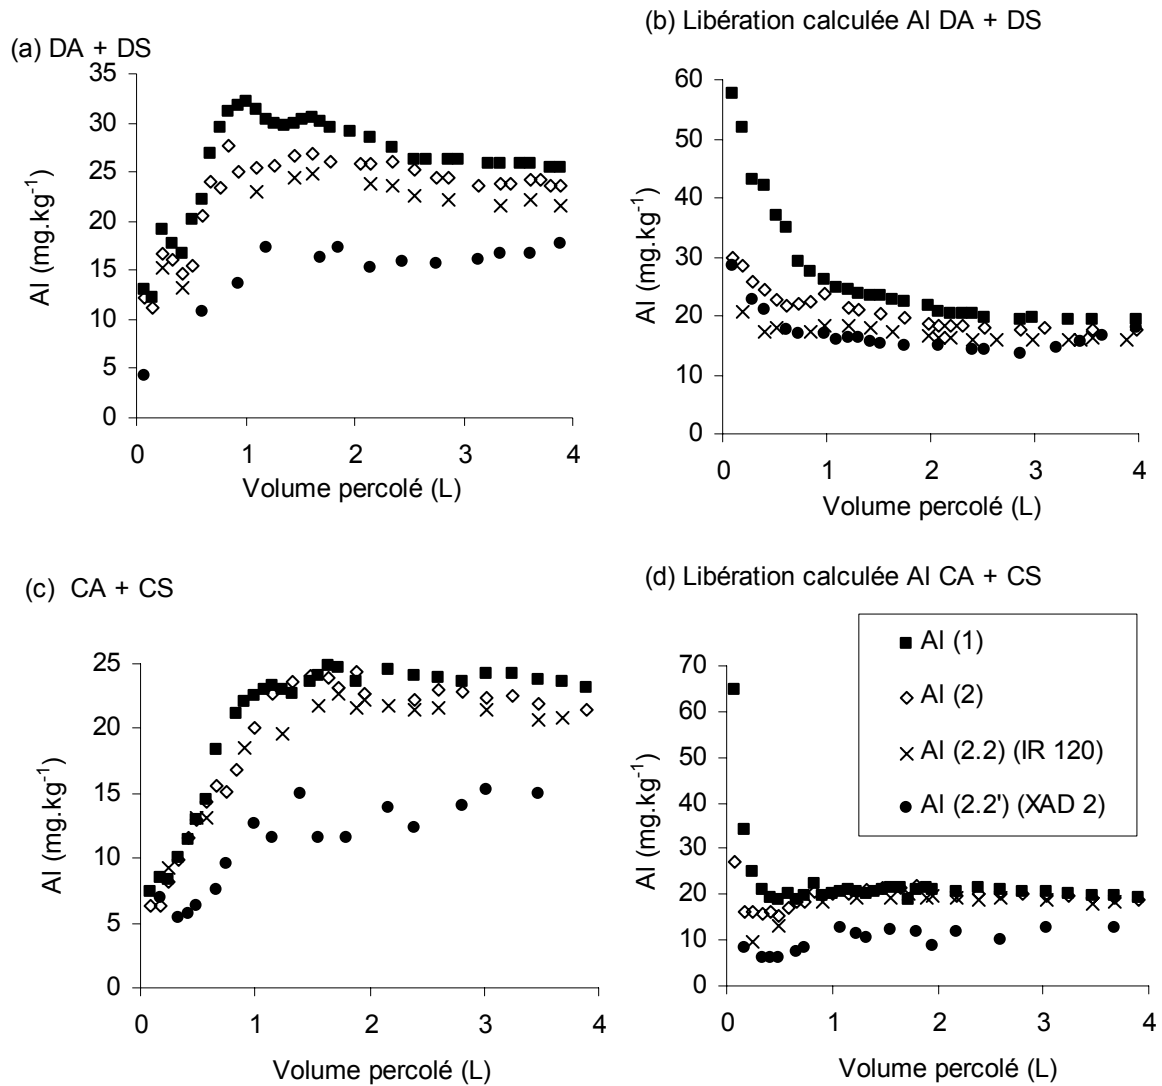 (a) DA + DS
35
30
25
20
15
10
5
0
Al (mg.kg-1)
0 1 2 3 4
Volume percolé (L)
(b) Libération calculée Al DA + DS
60
50
40
30
20
10
0
Al (mg.kg-1)
0 1 2 3 4
Volume percolé (L)
(c) CA + CS
25
20
15
10
5
0
Al (mg.kg-1)
0 1 2 3 4
Volume percolé (L)
(d) Libération calculée Al CA + CS
Al (1)
Al (2)
Al (2.2) (IR 120)
Al (2.2') (XAD 2)
70
60
50
40
30
20
10
0
Al (mg.kg-1)
0 1 2 3 4
Volume percolé (L)